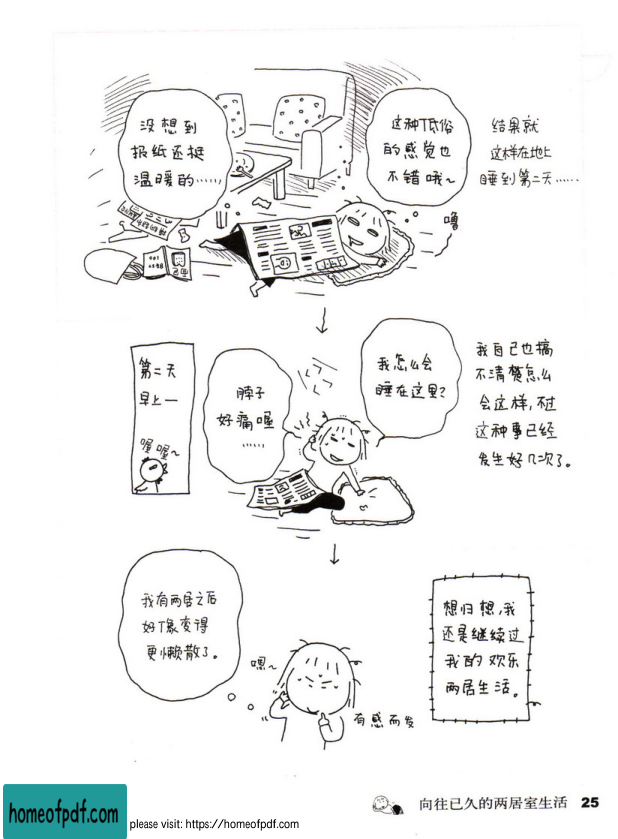 没想到
报纸还挺
温暖的……
这种低俗
的感觉也
不错哦~
结果就
这样在地上
睡到第二天……
噜
第二天
早上一
喔喔~
脖子
好痛喔
……
我怎么会
睡在这里?
我自己也搞
不清楚怎么
会这样,不过
这种事已经
发生好几次了。
我有两居之后
好像变得
更懒散了。
嗯~
有感而发
想归想,我
还是继续过
我的欢乐
两居生活。
向往已久的两居室生活 25
homeofpdf.com
please visit: https://homeofpdf.com